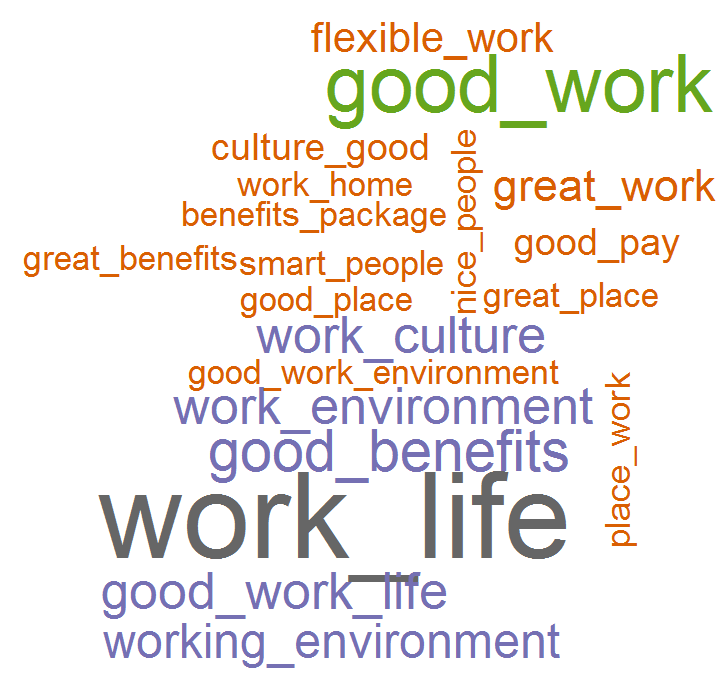 flexible_work
good_work
culture_good
nice_people
work_home
great_work
benefits_package
good_pay
great_benefits
smart_people
good_place
great_place
work_culture
good_work_environment
work_environment
place_work
good_benefits
work_life
good_work_life
working_environment